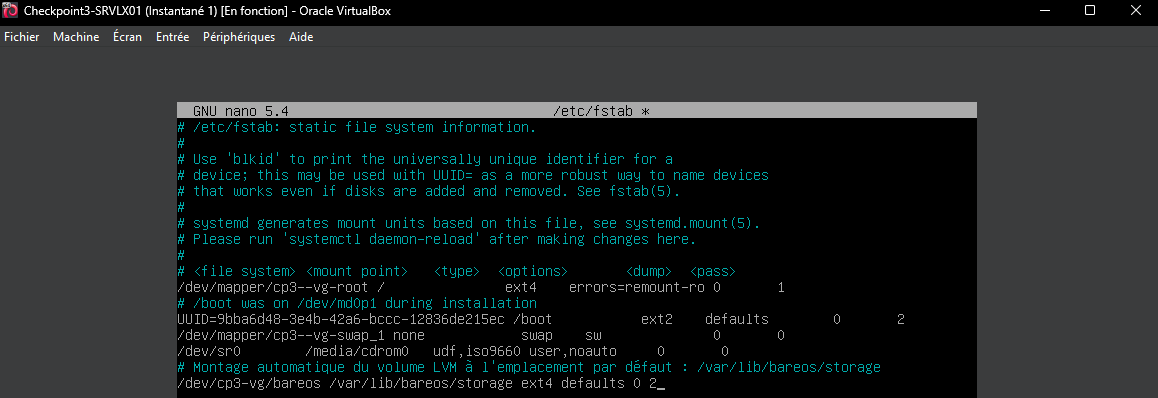 Checkpoint3-SRVLX01 (Instantané 1) [En fonction] - Oracle VirtualBox
Fichier Machine Écran Entrée Périphériques Aide
GNU nano 5.4 /etc/fstab *
# /etc/fstab: static file system information.
#
# Use 'blkid' to print the universally unique identifier for a
# device; this may be used with UUID= as a more robust way to name devices
# that works even if disks are added and removed. See fstab(5).
#
# systemd generates mount units based on this file, see systemd.mount(5).
# Please run 'systemctl daemon-reload' after making changes here.
#
# <file system> <mount point> <type> <options> <dump> <pass>
/dev/mapper/cp3--vg-root / ext4 errors=remount-ro 0 1
# /boot was on /dev/md0p1 during installation
UUID=9bba6d48-3e4b-42a6-bccc-12836de215ec /boot ext2 defaults 0 2
/dev/mapper/cp3--vg-swap_1 none swap sw 0 0
/dev/sr0 /media/cdrom0 udf,iso9660 user,noauto 0 0
# Montage automatique du volume LVM à l'emplacement par défaut : /var/lib/bareos/storage
/dev/cp3-vg/bareos /var/lib/bareos/storage ext4 defaults 0 2_